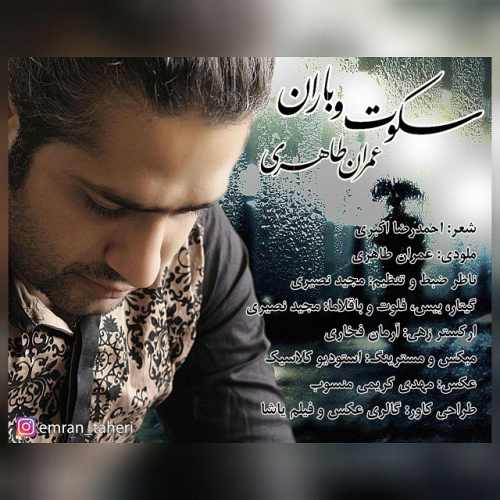 سکوت و باران
عمران طاهری
شعر: احمدرضا اکبری
ملودی: عمران طاهری
ناظر ضبط و تنظیم: مجید نصیری
گیتار، بیس، فلوت و باقلاما: مجید نصیری
ارکستر زهی: آرمان فخاری
میکس و مسترینگ: استودیو کلاسیک
عکس: مهدی کریمی منسوب
طراحی کاور: گالری عکس و فیلم یاشا
emran_taheri